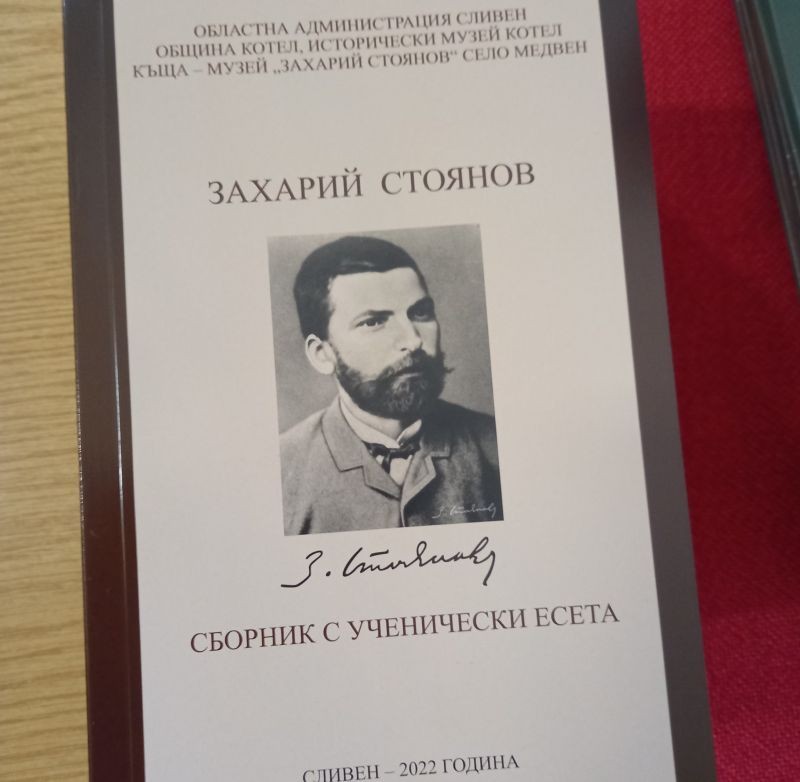 ОБЛАСТНА АДМИНИСТРАЦИЯ СЛИВЕН
ОБЩИНА КОТЕЛ, ИСТОРИЧЕСКИ МУЗЕЙ КОТЕЛ
КЪЩА – МУЗЕЙ „ЗАХАРИЙ СТОЯНОВ“ СЕЛО МЕДВЕН
ЗАХАРИЙ СТОЯНОВ
З. Стоянов
З. Стоянов
СБОРНИК С УЧЕНИЧЕСКИ ЕСЕТА
СЛИВЕН – 2022 ГОДИНА